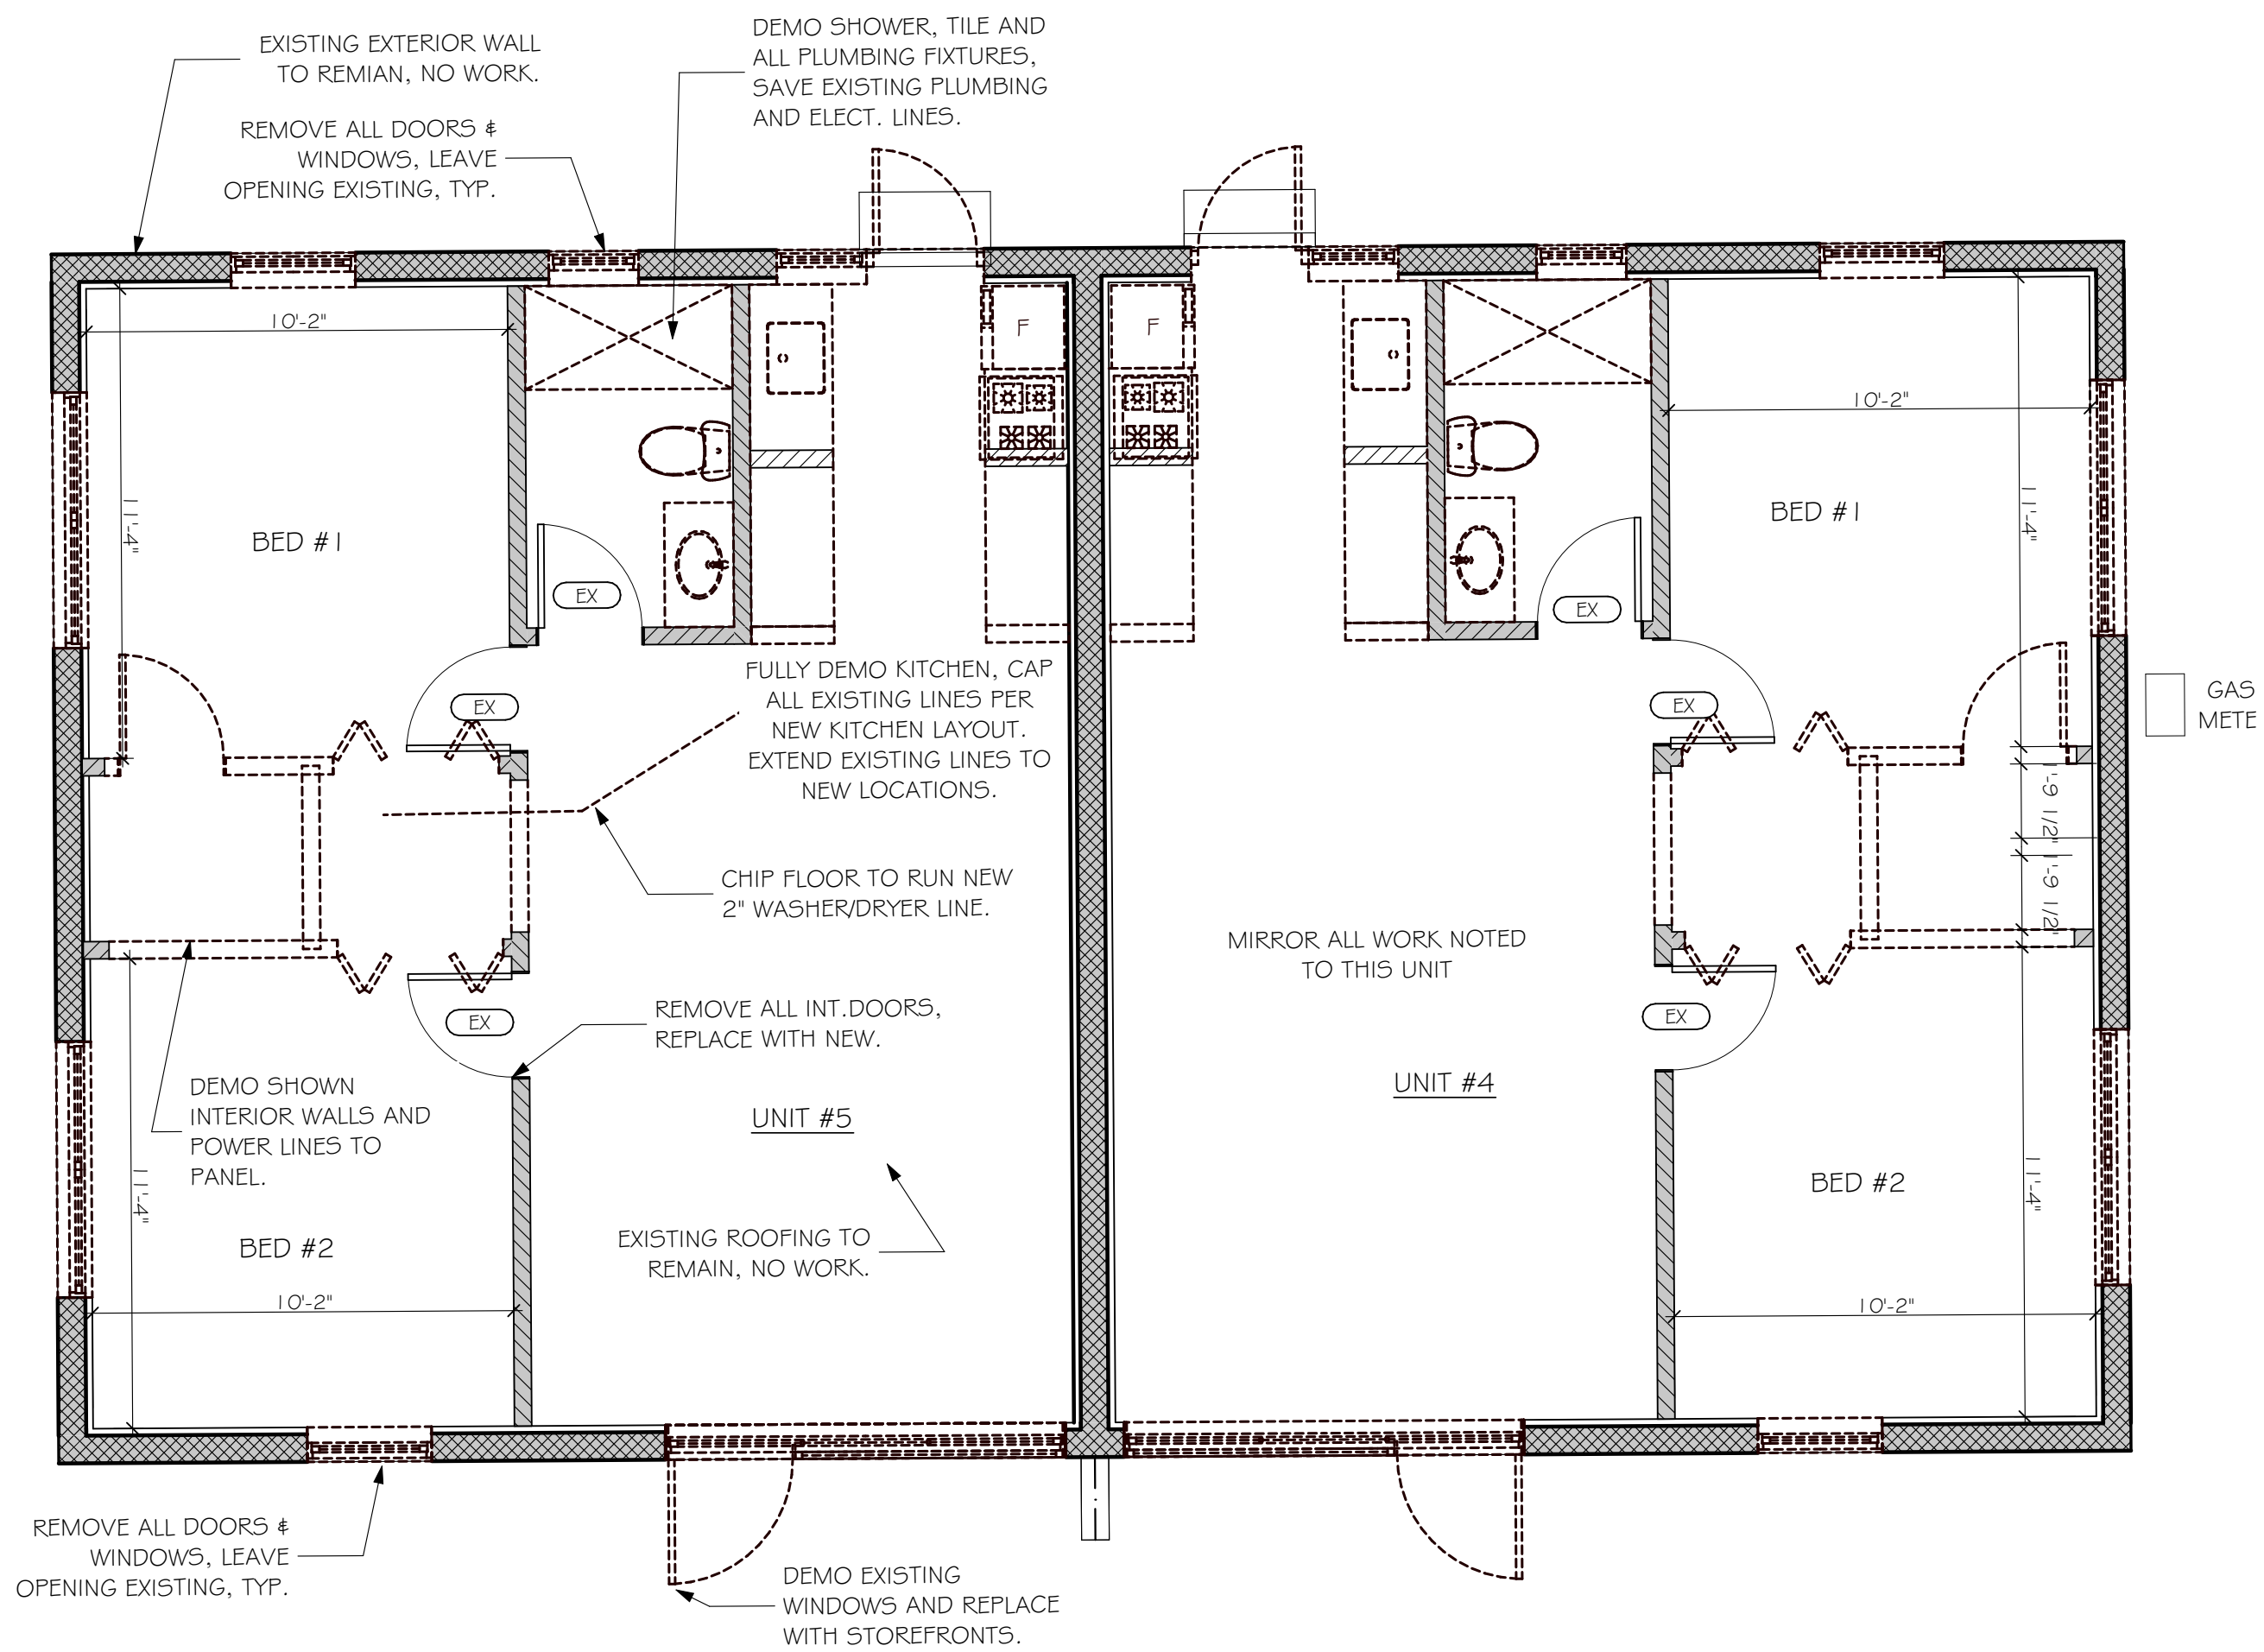 EXISTING EXTERIOR WALL
TO REMIAN, NO WORK.
DEMO SHOWER, TILE AND
ALL PLUMBING FIXTURES,
SAVE EXISTING PLUMBING
AND ELECT. LINES.
REMOVE ALL DOORS &
WINDOWS, LEAVE
OPENING EXISTING, TYP.
10'-2"
F
F
10'-2"
11'-4"
BED #1
BED #1
11'-4"
EX
EX
EX
EX
FULLY DEMO KITCHEN, CAP
ALL EXISTING LINES PER
NEW KITCHEN LAYOUT.
EXTEND EXISTING LINES TO
NEW LOCATIONS.
GAS
METE
1'-9 1/2"
1'-9 1/2"
CHIP FLOOR TO RUN NEW
2" WASHER/DRYER LINE.
MIRROR ALL WORK NOTED
TO THIS UNIT
EX
EX
REMOVE ALL INT.DOORS,
REPLACE WITH NEW.
DEMO SHOWN
INTERIOR WALLS AND
POWER LINES TO
PANEL.
UNIT #5
UNIT #4
11'-4"
11'-4"
BED #2
BED #2
EXISTING ROOFING TO
REMAIN, NO WORK.
10'-2"
10'-2"
REMOVE ALL DOORS &
WINDOWS, LEAVE
OPENING EXISTING, TYP.
DEMO EXISTING
WINDOWS AND REPLACE
WITH STOREFRONTS.